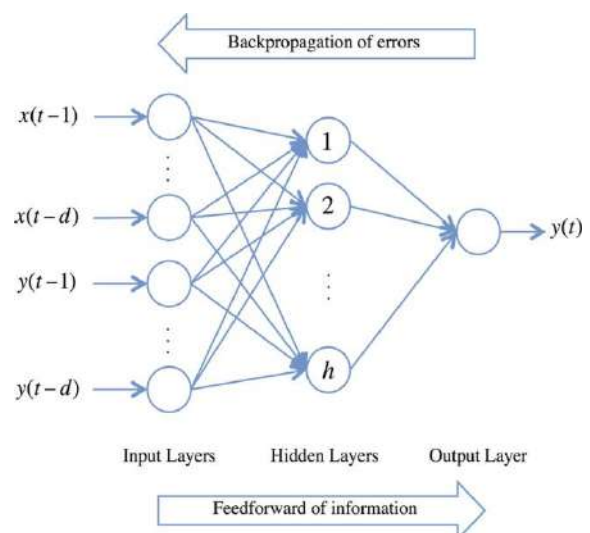 Backpropagation of errors
x(t−1)
1
x(t−d)
2
y(t)
y(t−1)
h
y(t−d)
Input Layers Hidden Layers Output Layer
Feedforward of information